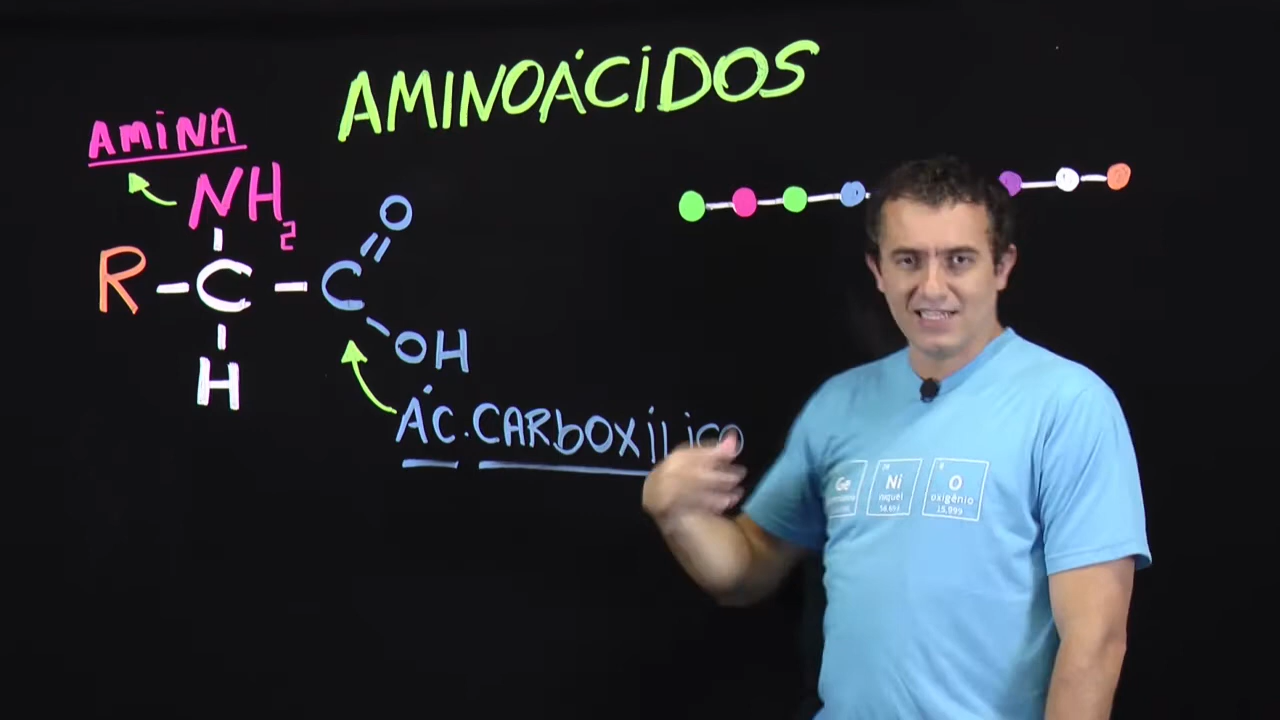 AMINOÁCIDOS
AMINA
NH2
R-C-C
O
OH
H
ÁC. CARBOXÍLICO
Ge Ni O
níquel oxigênio
15,999